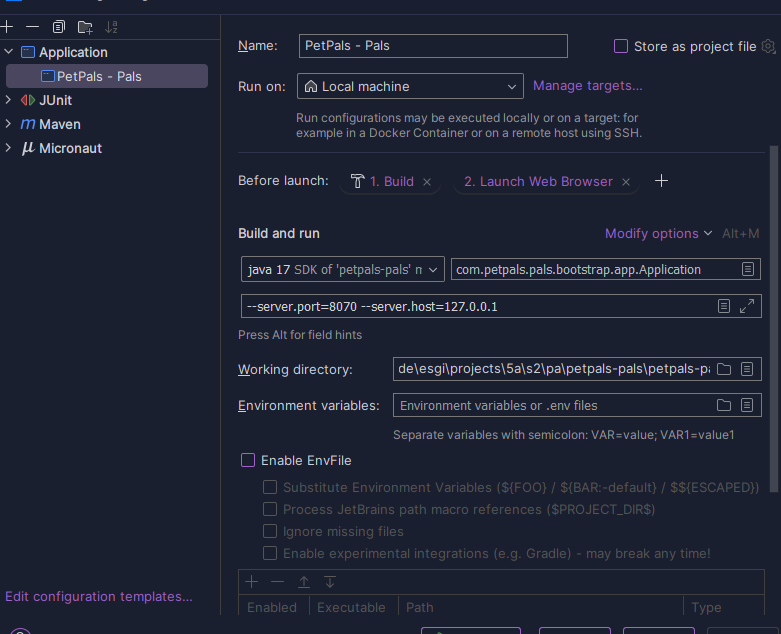 Application
PetPals - Pals
JUnit
Maven
Micronaut
Edit configuration templates...
Name: PetPals - Pals Store as project file
Run on: Local machine Manage targets...
Run configurations may be executed locally or on a target: for
example in a Docker Container or on a remote host using SSH.
Before launch: 1. Build × 2. Launch Web Browser ×
Build and run Modify options Alt+M
java 17 SDK of 'petpals-pals' m com.petpals.pals.bootstrap.app.Application
--server.port=8070 --server.host=127.0.0.1
Press Alt for field hints
Working directory: de\esgi\projects\5a\s2\pa\petpals-pals\petpals-pa
Environment variables: Environment variables or .env files
Separate variables with semicolon: VAR=value; VAR1=value1
Enable EnvFile
Substitute Environment Variables (${FOO} / ${BAR:-default} / $${ESCAPED})
Process JetBrains path macro references ($PROJECT_DIR$)
Ignore missing files
Enable experimental integrations (e.g. Gradle) - may break any time!
Enabled Executable Path Type